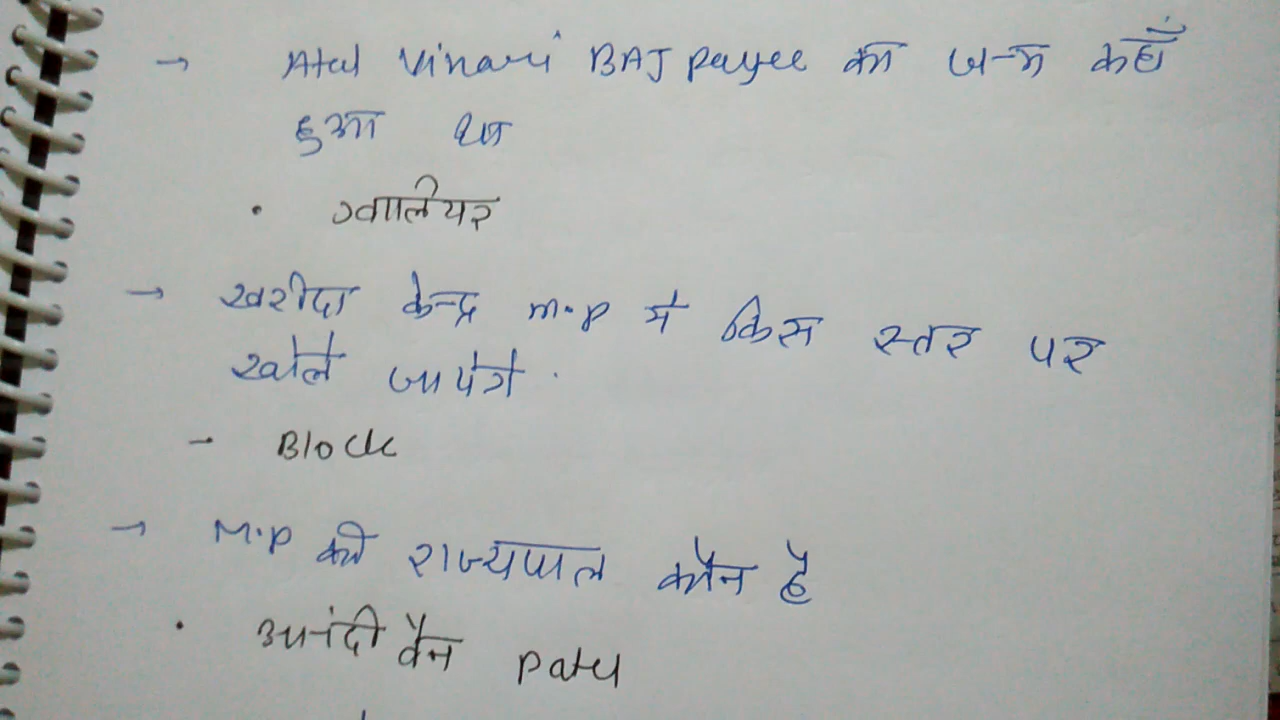 → Atal Vihari BAJpayee का जन्म कहाँ
हुआ था
• ग्वालियर
→ खरीदा केन्द्र M.P मे किस स्तर पर
खोले जायेगे.
- Block
→ M.P की राज्यपाल कौन है
• आनंदी वैन Patel